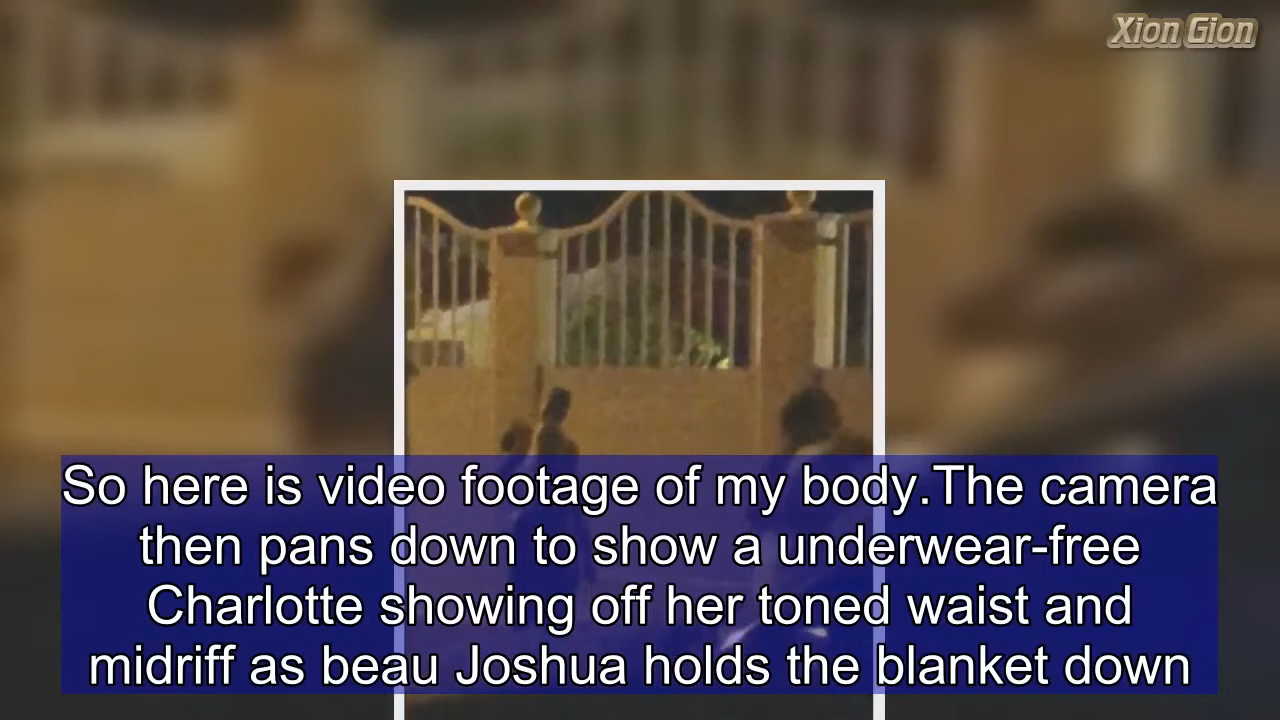 Xion Gion
So here is video footage of my body.The camera
then pans down to show a underwear-free
Charlotte showing off her toned waist and
midriff as beau Joshua holds the blanket down